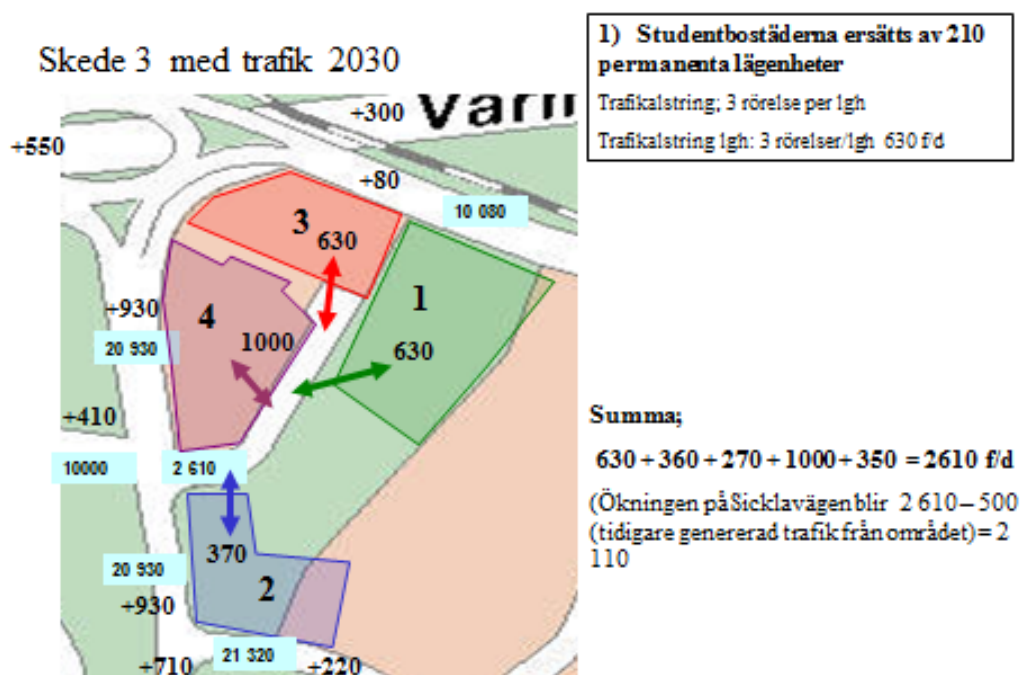 Skede 3 med trafik 2030
1) Studentbostäderna ersätts av 210
permanenta lägenheter
Trafikalstring; 3 rörelse per lgh
Trafikalstring lgh: 3 rörelser/lgh 630 f/d
+300
+550
+80
10 080
3
630
1
+930
4
1000
20 930
630
+410
10000
2 610
Summa;
630 + 360 + 270 + 1000 + 350 = 2610 f/d
(Ökningen på Sicklavägen blir 2 610 – 500
(tidigare genererad trafik från området) = 2
110
370
20 930
2
+930
21 320
+710
+220